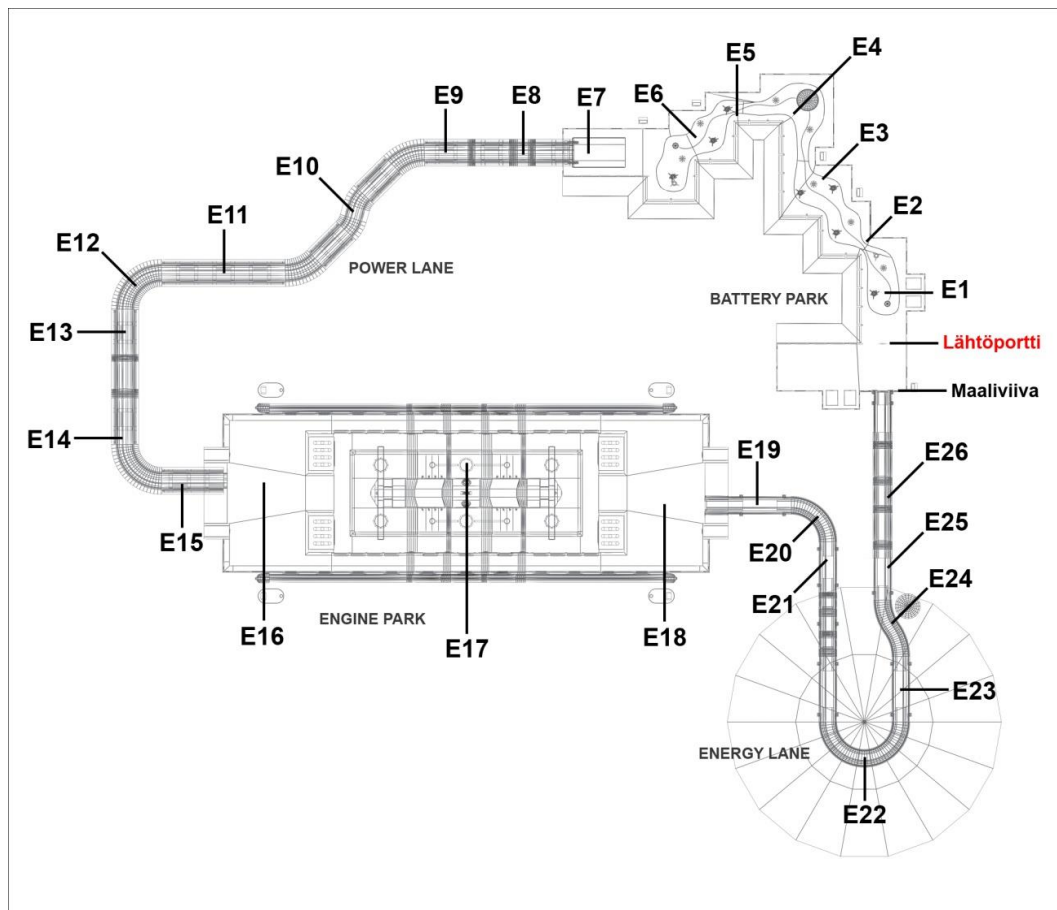 E4
E5
E6
E7
E8
E9
E3
E10
E2
E11
E12
POWER LANE
BATTERY PARK
E1
E13
Lähtöportti
Maaliviiva
E14
E26
E15
E19
E20
E25
E21
E24
ENGINE PARK
E16
E17
E18
E23
ENERGY LANE
E22